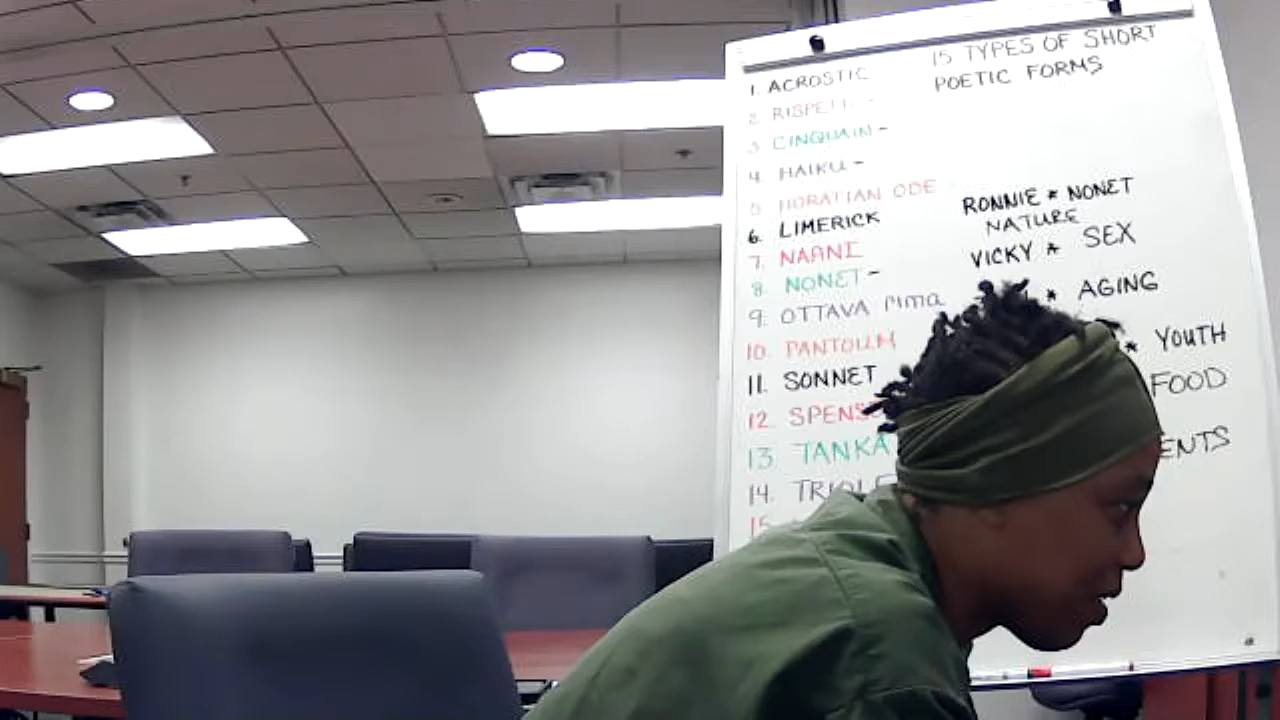 15 TYPES OF SHORT
POETIC FORMS
1. ACROSTIC
2. RISPETTO -
3. CINQUAIN -
4. HAIKU -
5. HORATIAN ODE
6. LIMERICK
7. NAANI
8. NONET -
9. OTTAVA rima
10. PANTOUM
11. SONNET
12. SPENS
13. TANKA
14. TRIOLE
15.
RONNIE * NONET
NATURE
VICKY * SEX
* AGING
* YOUTH
FOOD
ENTS